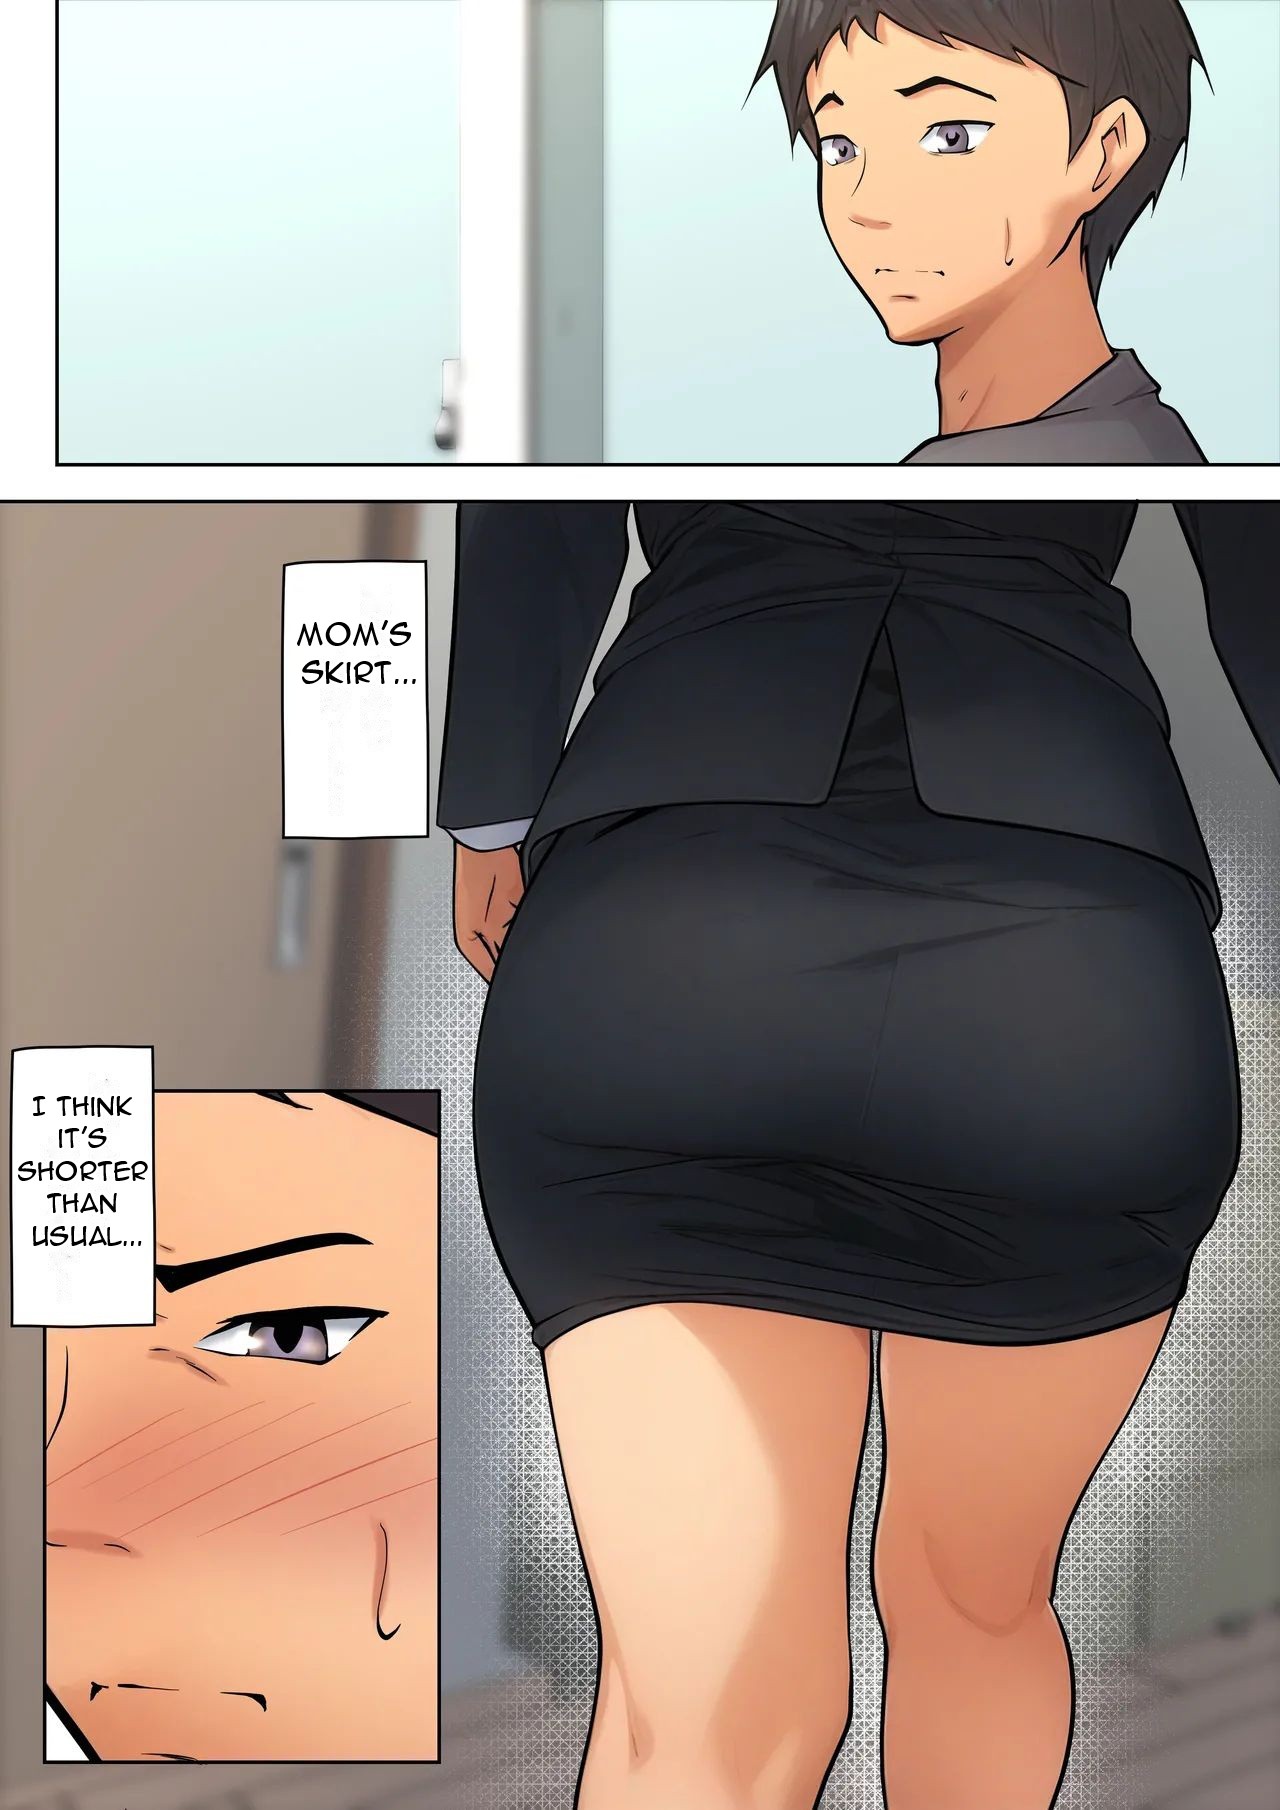 MOM'S
SKIRT...
I THINK
IT'S
SHORTER
THAN
USUAL...